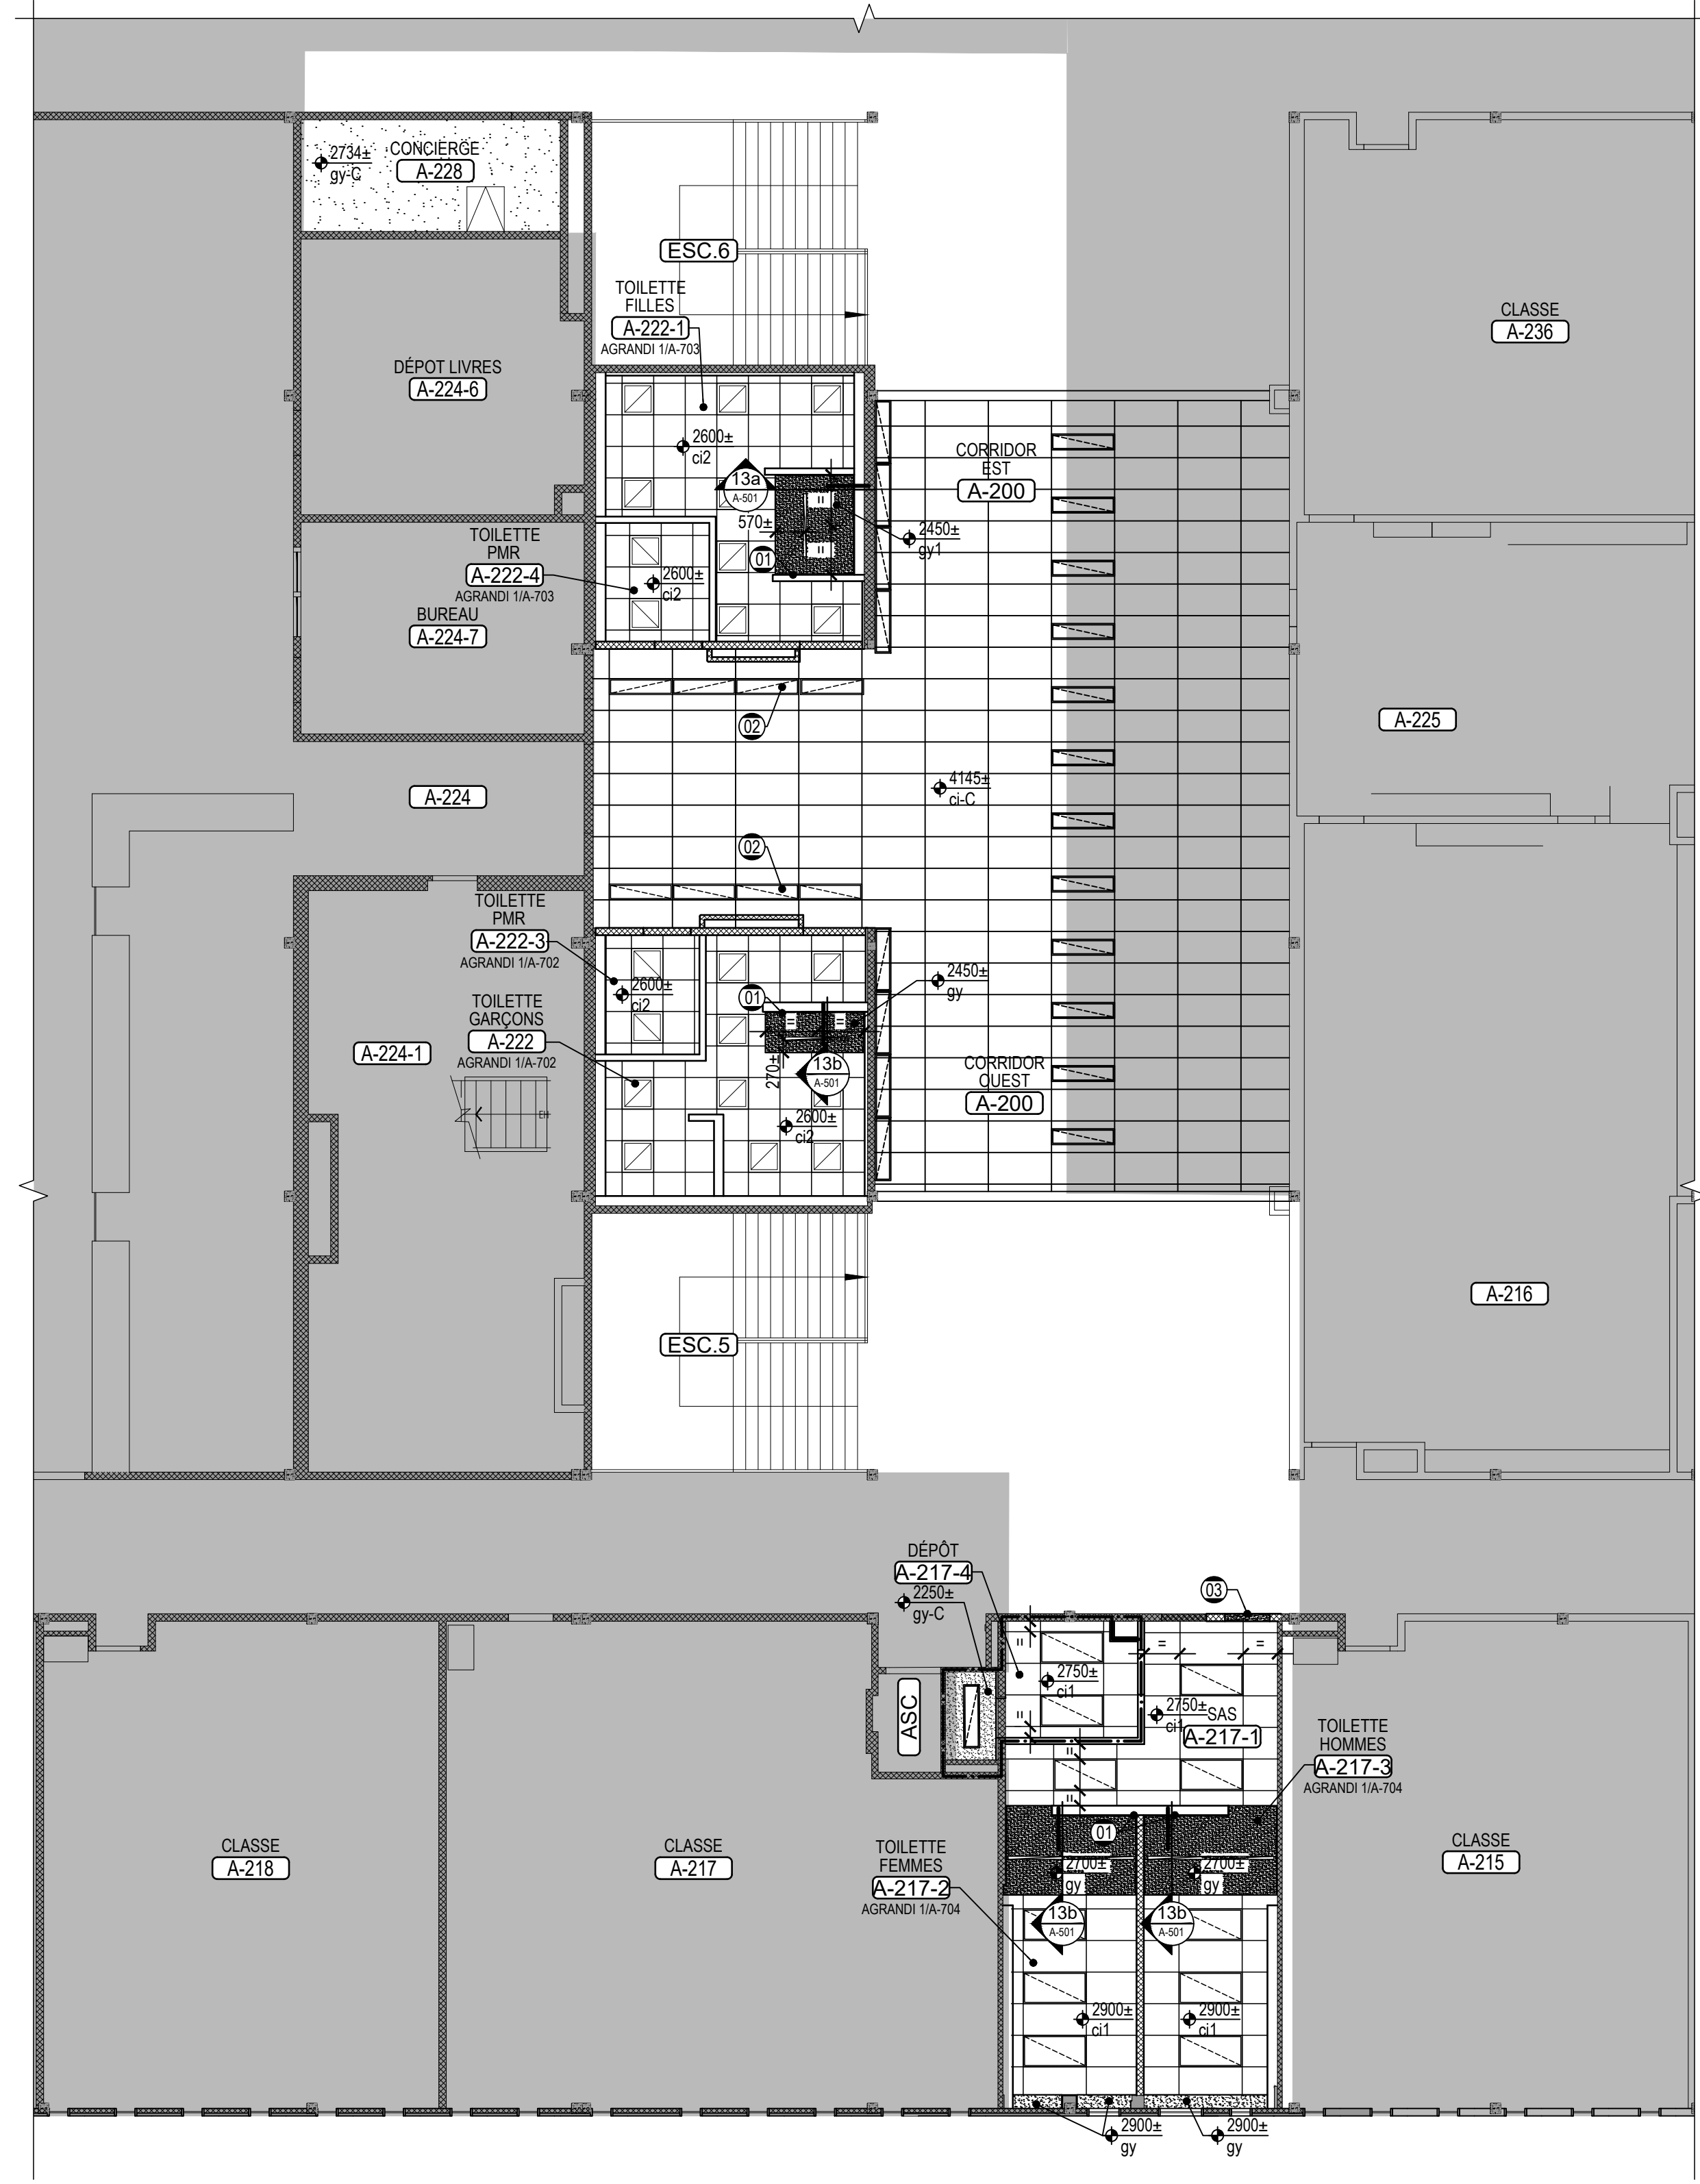 2734±
gy-C
CONCIERGE
A-228
ESC.6
TOILETTE
FILLES
A-222-1
AGRANDI 1/A-703
CLASSE
A-236
DÉPOT LIVRES
A-224-6
2600±
ci2
CORRIDOR
EST
A-200
13a
A-501
=
570±
=
01
2450±
gy1
TOILETTE
PMR
A-222-4
AGRANDI 1/A-703
2600±
ci2
BUREAU
A-224-7
02
A-225
4145±
ci-C
A-224
02
TOILETTE
PMR
A-222-3
AGRANDI 1/A-702
2600±
ci2
2450±
gy
01
=
=
TOILETTE
GARÇONS
A-222
AGRANDI 1/A-702
A-224-1
270±
13b
A-501
CORRIDOR
OUEST
A-200
2600±
ci2
A-216
ESC.5
DÉPÔT
A-217-4
2250±
gy-C
03
=
=
=
2750±
ci1
=
2750±
ci1
SAS
A-217-1
ASC
TOILETTE
HOMMES
A-217-3
AGRANDI 1/A-704
=
=
01
CLASSE
A-218
CLASSE
A-217
TOILETTE
FEMMES
A-217-2
AGRANDI 1/A-704
2700±
gy
2700±
gy
CLASSE
A-215
13b
A-501
13b
A-501
2900±
ci1
2900±
ci1
2900±
gy
2900±
gy